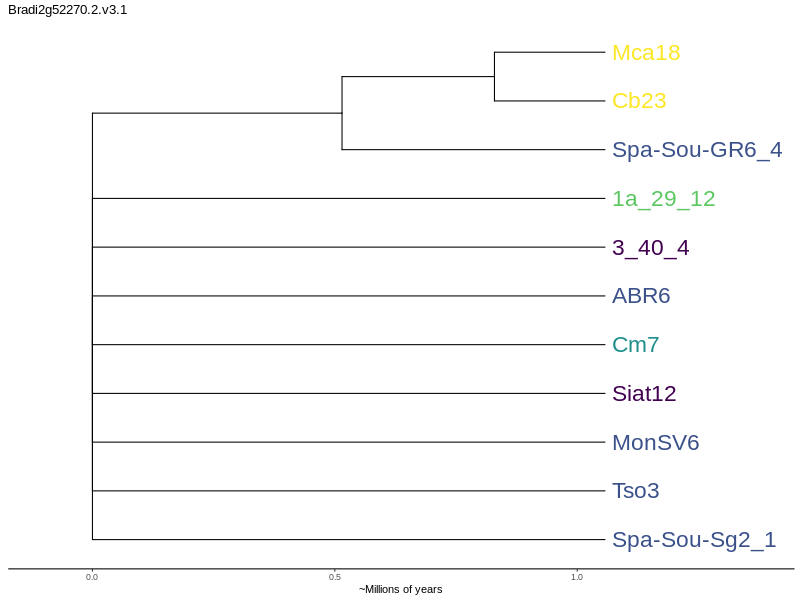 Bradi2g52270.2.v3.1
Mca18
Cb23
Spa-Sou-GR6_4
1a_29_12
3_40_4
ABR6
Cm7
Siat12
MonSV6
Tso3
Spa-Sou-Sg2_1
0.0 0.5 1.0
~Millions of years